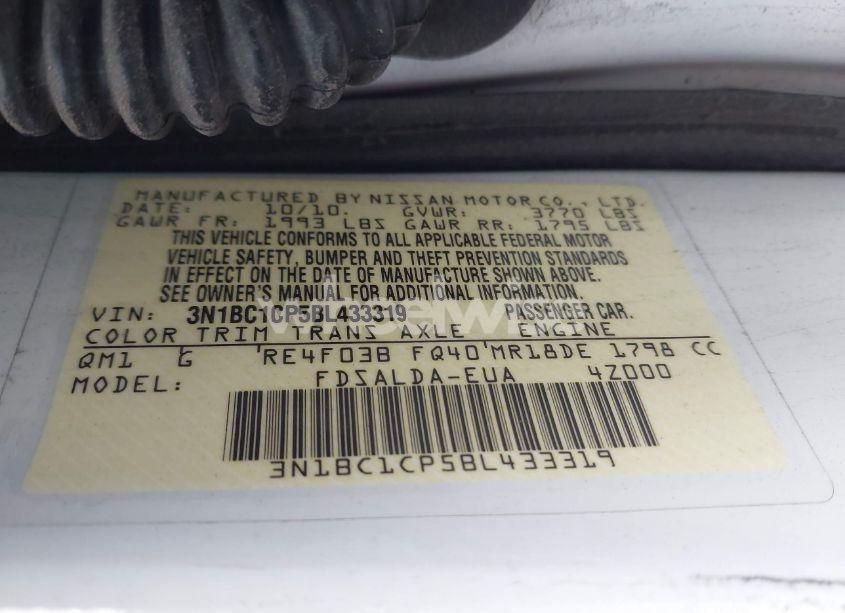 MANUFACTURED BY NISSAN MOTOR CO., LTD.
DATE: 10/10. GVWR: 3770 LBS
GAWR FR: 1993 LBS GAWR RR: 1795 LBS
THIS VEHICLE CONFORMS TO ALL APPLICABLE FEDERAL MOTOR
VEHICLE SAFETY, BUMPER AND THEFT PREVENTION STANDARDS
IN EFFECT ON THE DATE OF MANUFACTURE SHOWN ABOVE.
SEE OWNER'S MANUAL FOR ADDITIONAL INFORMATION.
VIN: 3N1BC1CP5BL433319 PASSENGER CAR.
COLOR TRIM TRANS AXLE ENGINE
QM1 G RE4F03B FQ40 MR18DE 1798 CC
MODEL: FDSALDA-EUA 4Z000
3N1BC1CP5BL433319